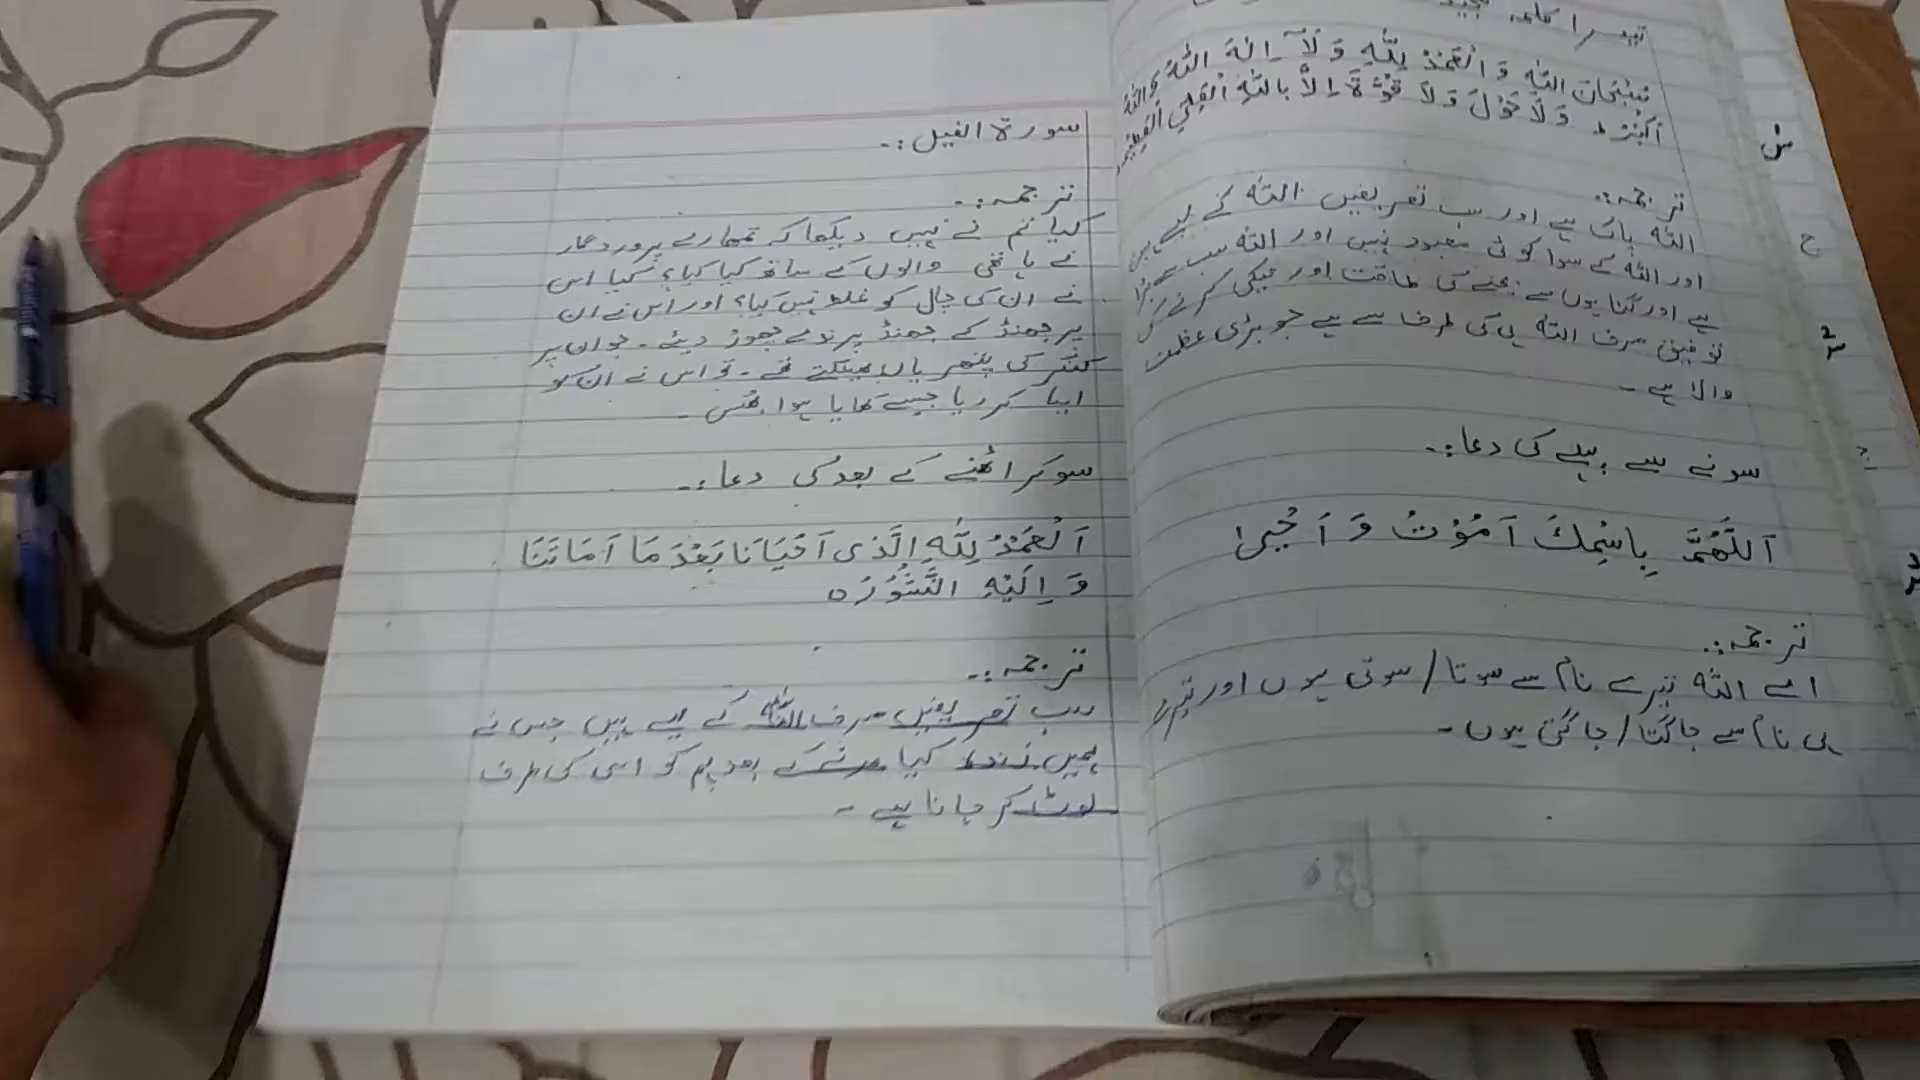 تیسرا کلمہ تمجید
سُبْحَانَ اللّٰهِ وَ الْحَمْدُ لِلّٰهِ وَ لَآ اِلٰهَ اِلَّا اللّٰهُ وَ اللّٰهُ
اَكْبَرُ ط وَ لَا حَوْلَ وَ لَا قُوَّةَ اِلَّا بِاللّٰهِ الْعَلِيِّ الْعَظِيْم
ترجمہ:۔
اللہ پاک ہے اور سب تعریفیں اللہ کے لیے ہیں
اور اللہ کے سوا کوئی معبود نہیں اور اللہ سب سے بڑا
ہے اور گناہوں سے بچنے کی طاقت اور نیکی کرنے کی
توفیق صرف اللہ ہی کی طرف سے ہے جو بڑی عظمت
والا ہے ۔
سونے سے پہلے کی دعا:۔
اَللّٰهُمَّ بِاسْمِكَ اَمُوْتُ وَ اَحْيٰى
ترجمہ:۔
اے اللہ تیرے نام سے سوتا/سوتی ہوں اور تیرے
ہی نام سے جاگتا/جاگتی ہوں۔
سورۃ الفیل:۔
ترجمہ:۔
کیا تم نے نہیں دیکھا کہ تمھارے پروردگار
نے ہاتھی والوں کے ساتھ کیا کیا؟ کیا اس
نے ان کی چال کو غلط نہیں کیا؟ اور اس نے ان
پر جھنڈ کے جھنڈ پرندے چھوڑ دیئے۔ جو ان پر
کنکر کی پتھریاں پھینکتے تھے۔ تو اس نے ان کو
ایسا کر دیا جیسے کھایا ہوا بھُس ۔
سو کر اٹھنے کے بعد کی دعا:۔
اَلْحَمْدُ لِلّٰهِ الَّذِى اَحْيَانَا بَعْدَ مَا اَمَاتَنَا
وَ اِلَيْهِ النُّشُوْرُ ه
ترجمہ:۔
سب تعریفیں صرف اللہ کے لیے ہیں جس نے
ہمیں زندہ کیا مرنے کے بعد ہم کو اسی کی طرف
لوٹ کر جانا ہے ۔